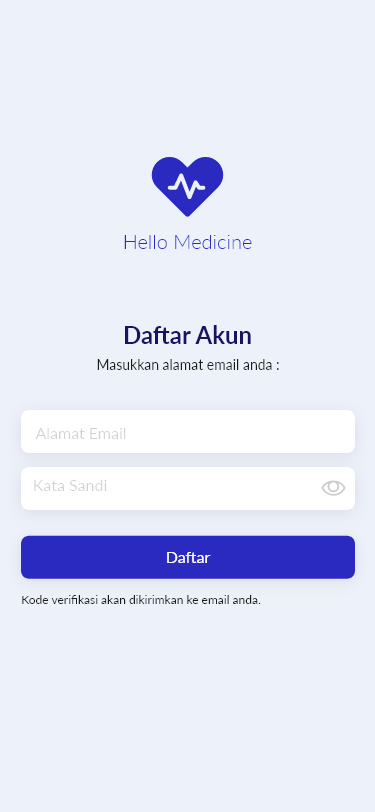 Hello Medicine
Daftar Akun
Masukkan alamat email anda :
Alamat Email
Kata Sandi
Daftar
Kode verifikasi akan dikirimkan ke email anda.